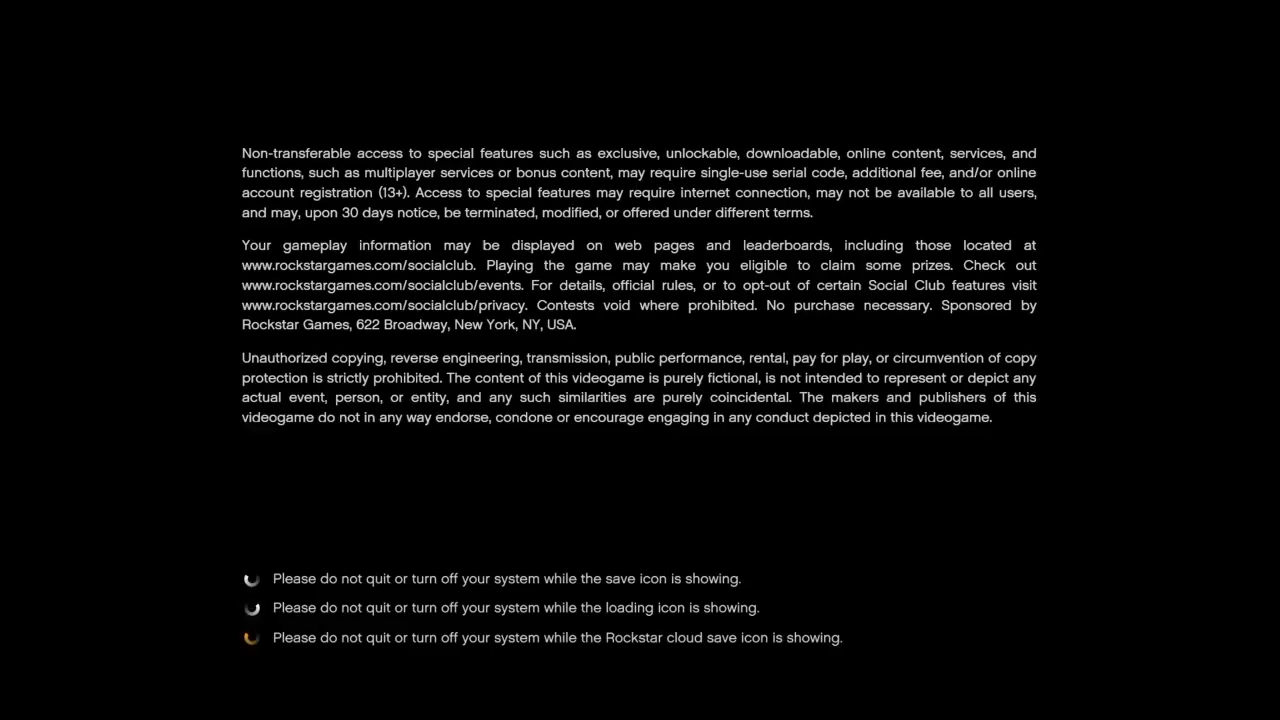 Non-transferable access to special features such as exclusive, unlockable, downloadable, online content, services, and
functions, such as multiplayer services or bonus content, may require single-use serial code, additional fee, and/or online
account registration (13+). Access to special features may require internet connection, may not be available to all users,
and may, upon 30 days notice, be terminated, modified, or offered under different terms.
Your gameplay information may be displayed on web pages and leaderboards, including those located at
www.rockstargames.com/socialclub. Playing the game may make you eligible to claim some prizes. Check out
www.rockstargames.com/socialclub/events. For details, official rules, or to opt-out of certain Social Club features visit
www.rockstargames.com/socialclub/privacy. Contests void where prohibited. No purchase necessary. Sponsored by
Rockstar Games, 622 Broadway, New York, NY, USA.
Unauthorized copying, reverse engineering, transmission, public performance, rental, pay for play, or circumvention of copy
protection is strictly prohibited. The content of this videogame is purely fictional, is not intended to represent or depict any
actual event, person, or entity, and any such similarities are purely coincidental. The makers and publishers of this
videogame do not in any way endorse, condone or encourage engaging in any conduct depicted in this videogame.
Please do not quit or turn off your system while the save icon is showing.
Please do not quit or turn off your system while the loading icon is showing.
Please do not quit or turn off your system while the Rockstar cloud save icon is showing.